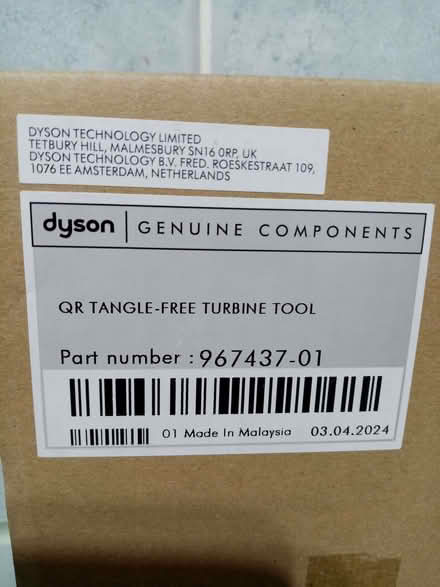 DYSON TECHNOLOGY LIMITED
TETBURY HILL, MALMESBURY SN16 0RP, UK
DYSON TECHNOLOGY B.V. FRED. ROESKESTRAAT 109,
1076 EE AMSTERDAM, NETHERLANDS
dyson | GENUINE COMPONENTS
QR TANGLE-FREE TURBINE TOOL
Part number : 967437-01
01 Made In Malaysia 03.04.2024